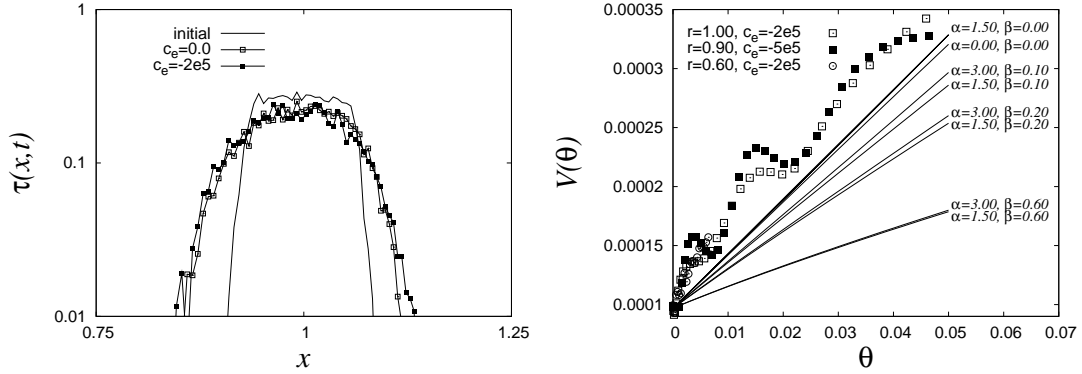 1
0.1
0.01
τ(x,t)
initial
c_e=0.0
c_e=-2e5
0.75
1
1.25
x
0.00035
0.0003
0.00025
0.0002
0.00015
0.0001
V(θ)
r=1.00, c_e=-2e5
r=0.90, c_e=-5e5
r=0.60, c_e=-2e5
α=1.50, β=0.00
α=0.00, β=0.00
α=3.00, β=0.10
α=1.50, β=0.10
α=3.00, β=0.20
α=1.50, β=0.20
α=3.00, β=0.60
α=1.50, β=0.60
0 0.01 0.02 0.03 0.04 0.05 0.06 0.07
θ